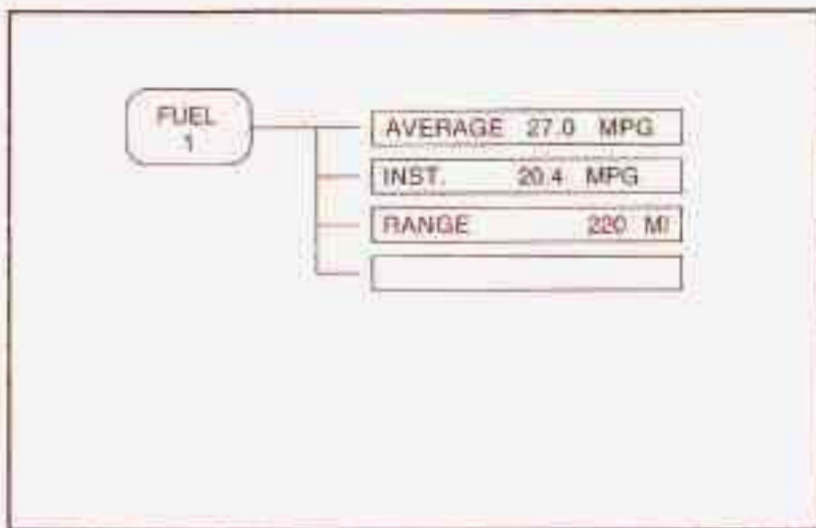 FUEL
1
AVERAGE 27.0 MPG
INST. 20.4 MPG
RANGE 220 MI